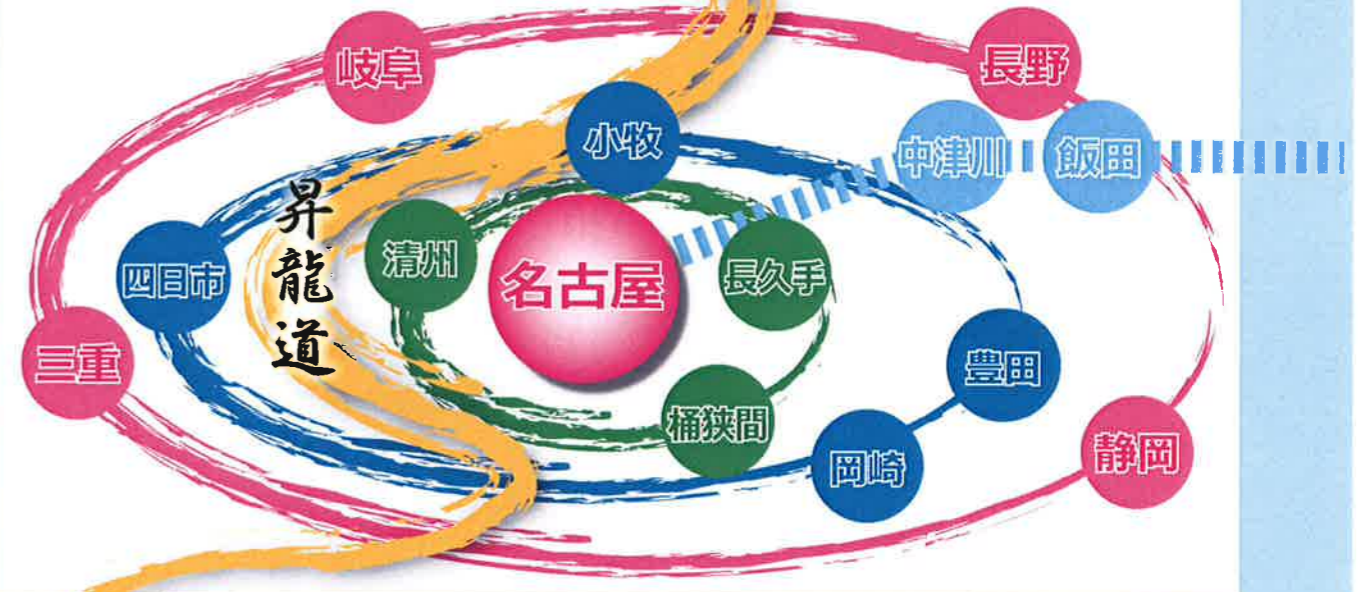 岐阜
長野
小牧
中津川
飯田
昇龍道
清州
名古屋
長久手
四日市
三重
豊田
桶狭間
岡崎
静岡